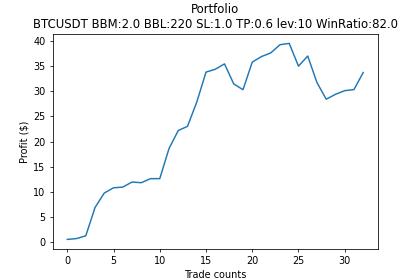 Portfolio
BTCUSDT BBM:2.0 BBL:220 SL:1.0 TP:0.6 lev:10 WinRatio:82.0
40
35
30
25
20
15
10
5
0
Profit ($)
0 5 10 15 20 25 30
Trade counts